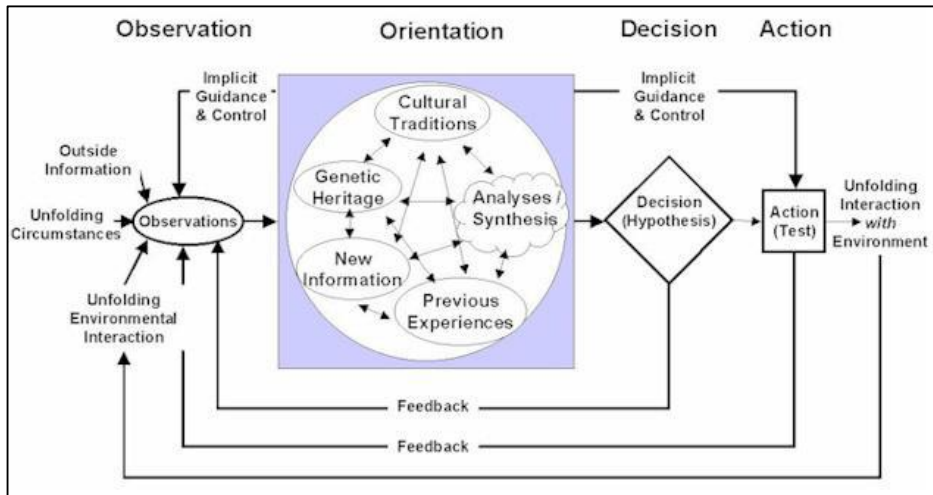 Observation
Orientation
Decision
Action
Implicit
Guidance
& Control
Cultural
Traditions
Implicit
Guidance
& Control
Outside
Information
Genetic
Heritage
Analyses/
Synthesis
Unfolding
Circumstances
Observations
Decision
(Hypothesis)
Action
(Test)
Unfolding
Interaction
with
Environment
New
Information
Previous
Experiences
Unfolding
Environmental
Interaction
Feedback
Feedback